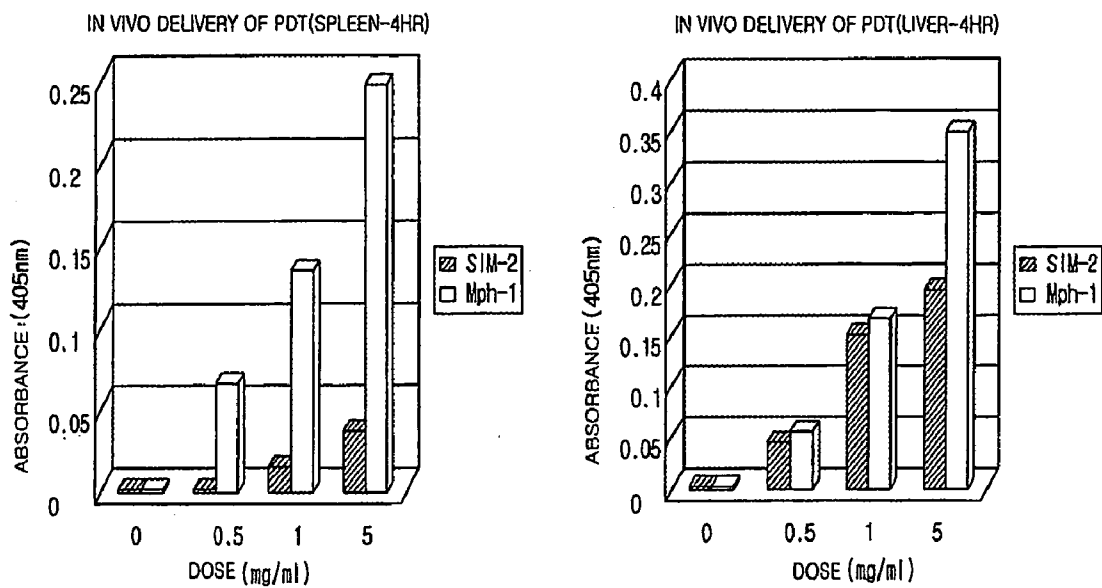 IN VIVO DELIVERY OF PDT(SPLEEN-4HR)
0.25
0.2
0.15
0.1
0.05
0
ABSORBANCE:(405nm)
0 0.5 1 5
DOSE (mg/ml)
SIM-2
Mph-1
IN VIVO DELIVERY OF PDT(LIVER-4HR)
0.4
0.35
0.3
0.25
0.2
0.15
0.1
0.05
0
ABSORBANCE (405nm)
0 0.5 1 5
DOSE (mg/ml)
SIM-2
Mph-1